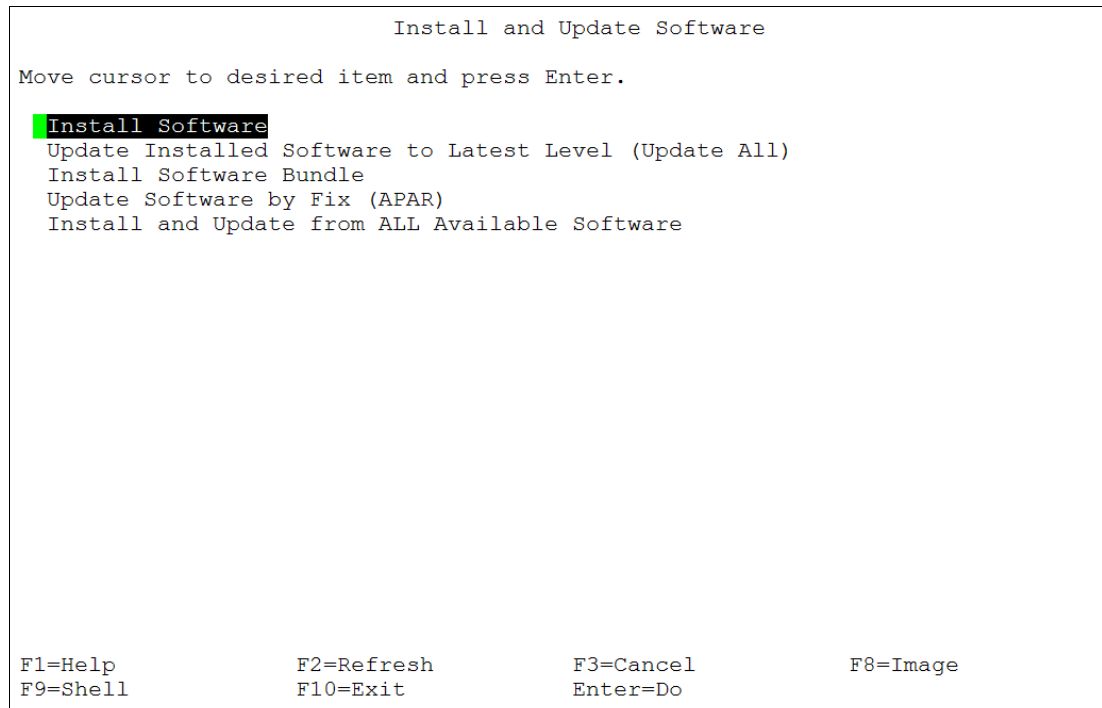 Install and Update Software
Move cursor to desired item and press Enter.
Install Software
Update Installed Software to Latest Level (Update All)
Install Software Bundle
Update Software by Fix (APAR)
Install and Update from ALL Available Software
F1=Help F2=Refresh F3=Cancel F8=Image
F9=Shell F10=Exit Enter=Do